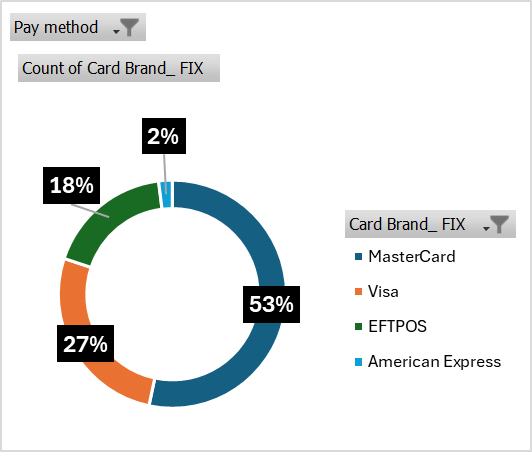 Pay method
Count of Card Brand_ FIX
2%
18%
Card Brand_ FIX
MasterCard
Visa
53%
EFTPOS
27%
American Express